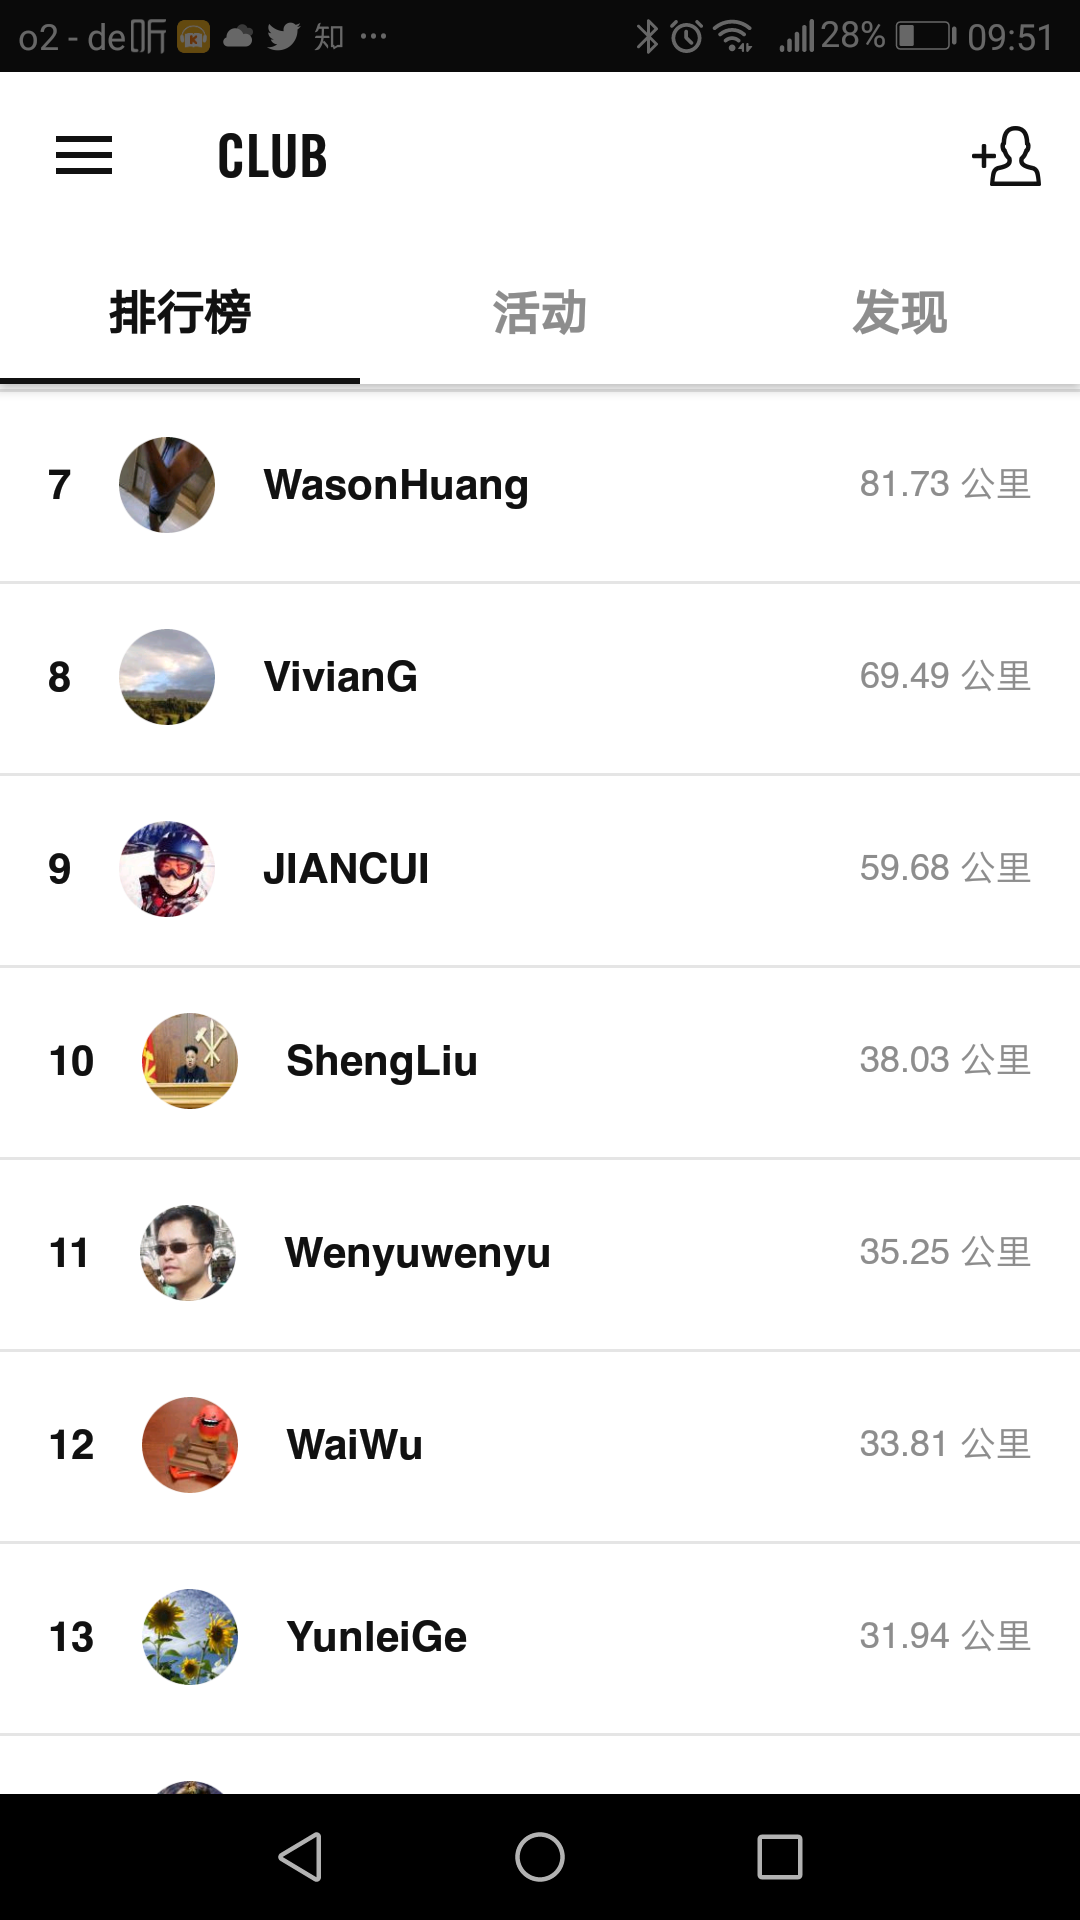 o2 - de 听 知 ··· 28% 09:51
CLUB
排行榜 活动 发现
7 WasonHuang 81.73 公里
8 VivianG 69.49 公里
9 JIANCUI 59.68 公里
10 ShengLiu 38.03 公里
11 Wenyuwenyu 35.25 公里
12 WaiWu 33.81 公里
13 YunleiGe 31.94 公里